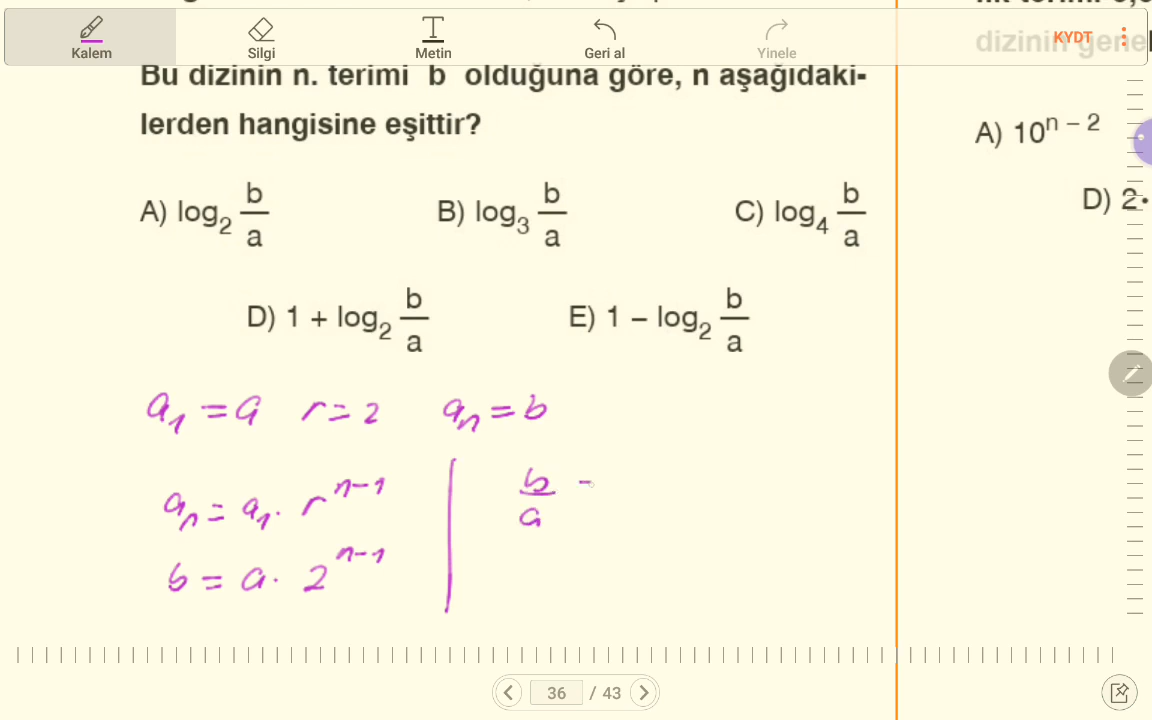 Kalem Silgi Metin Geri al Yinele
KYDT
dizinin genel
Bu dizinin n. terimi b olduğuna göre, n aşağıdaki-
lerden hangisine eşittir?
A) log₂ b/a B) log₃ b/a C) log₄ b/a
D) 1 + log₂ b/a E) 1 – log₂ b/a
a₁ = a r = 2 aₙ = b
aₙ = a₁ · r^(n-1)
b = a · 2^(n-1)
b/a =
A) 10^(n – 2)
D) 2·
36 / 43